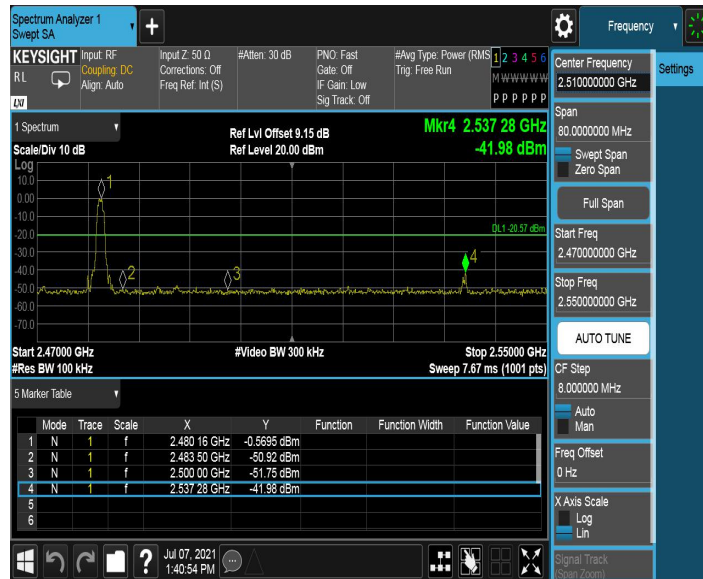 Spectrum Analyzer 1
Swept SA
+
Frequency
KEYSIGHT
RL
LXI
Input: RF
Coupling: DC
Align: Auto
Input Z: 50 Ω
Corrections: Off
Freq Ref: Int (S)
#Atten: 30 dB
PNO: Fast
Gate: Off
IF Gain: Low
Sig Track: Off
#Avg Type: Power (RMS
Trig: Free Run
1 2 3 4 5 6
M W W W W W
P P P P P P
Center Frequency
2.510000000 GHz
Settings
Span
80.0000000 MHz
Swept Span
Zero Span
Full Span
Start Freq
2.470000000 GHz
Stop Freq
2.550000000 GHz
AUTO TUNE
CF Step
8.000000 MHz
Auto
Man
Freq Offset
0 Hz
X Axis Scale
Log
Lin
Signal Track
(Span Zoom)
1 Spectrum
Scale/Div 10 dB
Ref Lvl Offset 9.15 dB
Ref Level 20.00 dBm
Mkr4 2.537 28 GHz
-41.98 dBm
Log
10.0
0.00
-10.0
-20.0
-30.0
-40.0
-50.0
-60.0
-70.0
1
2
3
4
DL1 -20.57 dBm
Start 2.47000 GHz
#Res BW 100 kHz
#Video BW 300 kHz
Stop 2.55000 GHz
Sweep 7.67 ms (1001 pts)
5 Marker Table
Mode Trace Scale X Y Function Function Width Function Value
1 N 1 f 2.480 16 GHz -0.5695 dBm
2 N 1 f 2.483 50 GHz -50.92 dBm
3 N 1 f 2.500 00 GHz -51.75 dBm
4 N 1 f 2.537 28 GHz -41.98 dBm
5
6
?
Jul 07, 2021
1:40:54 PM